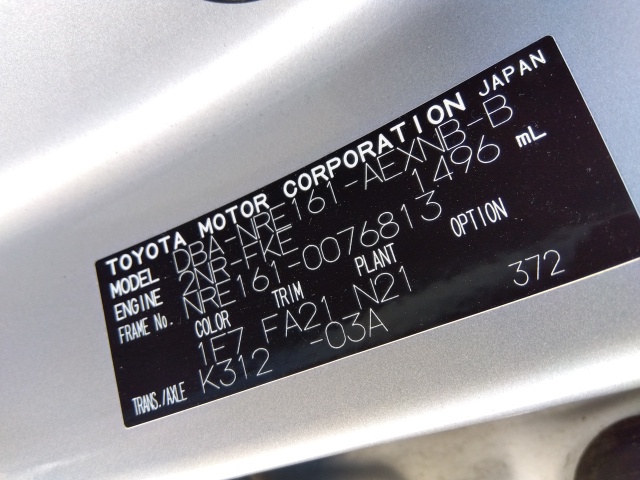 TOYOTA MOTOR CORPORATION JAPAN
MODEL DBA-NRE161-AEXNB-B
ENGINE 2NR-FKE 1496 mL
FRAME No. NRE161-0076813
COLOR TRIM PLANT OPTION
1F7 FA21 N21 372
TRANS./AXLE K312 -03A